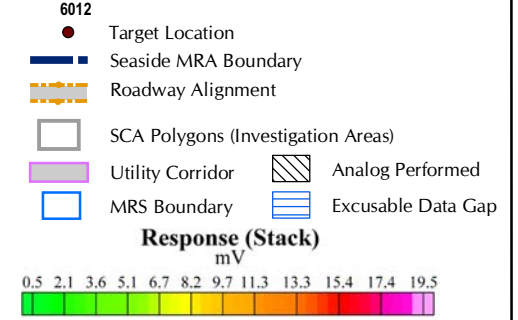 6012
Target Location
Seaside MRA Boundary
Roadway Alignment
SCA Polygons (Investigation Areas)
Utility Corridor
Analog Performed
MRS Boundary
Excusable Data Gap
Response (Stack)
mV
0.5 2.1 3.6 5.1 6.7 8.2 9.7 11.3 13.3 15.4 17.4 19.5